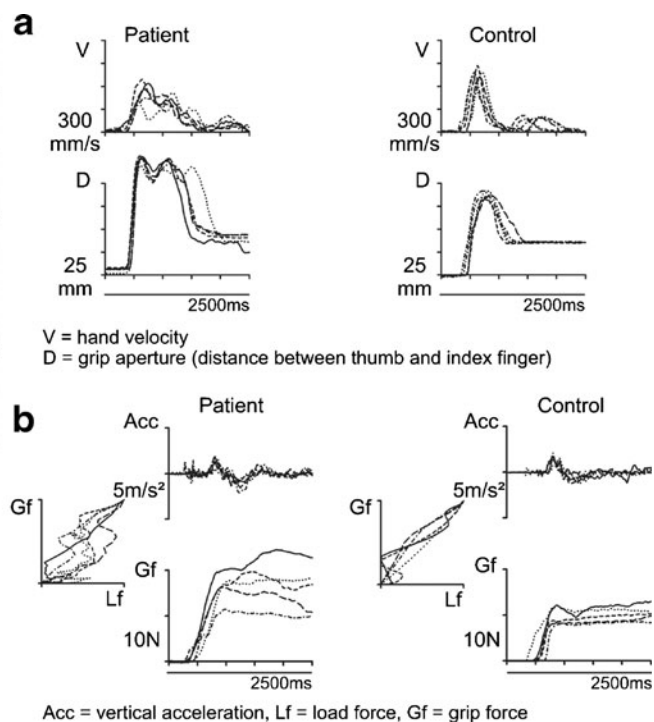 a
Patient
Control
V
V
300
mm/s
300
mm/s
D
D
25
mm
25
mm
2500ms
2500ms
V = hand velocity
D = grip aperture (distance between thumb and index finger)
b
Patient
Control
Acc
Acc
5m/s²
5m/s²
Gf
Gf
Lf
Lf
Gf
Gf
10N
10N
2500ms
2500ms
Acc = vertical acceleration, Lf = load force, Gf = grip force